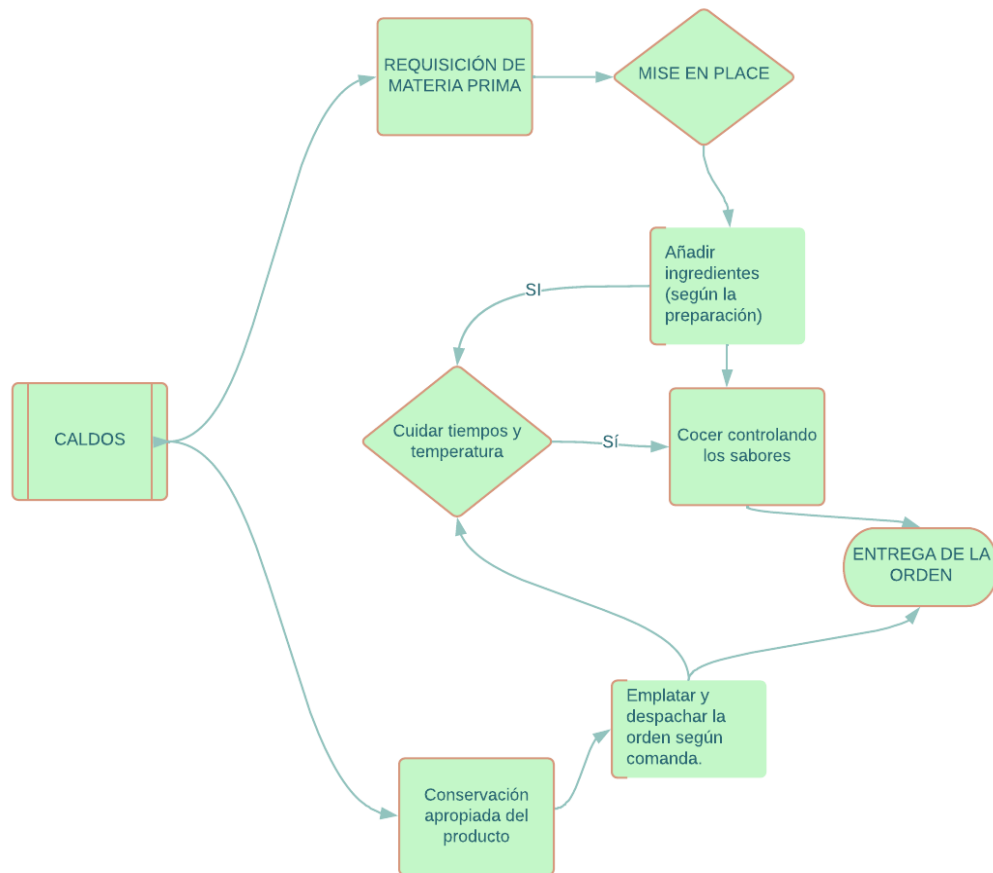 REQUISICIÓN DE
MATERIA PRIMA
MISE EN PLACE
Añadir
ingredientes
(según la
preparación)
SI
CALDOS
Cuidar tiempos y
temperatura
Sí
Cocer controlando
los sabores
ENTREGA DE LA
ORDEN
Emplatar y
despachar la
orden según
comanda.
Conservación
apropiada del
producto